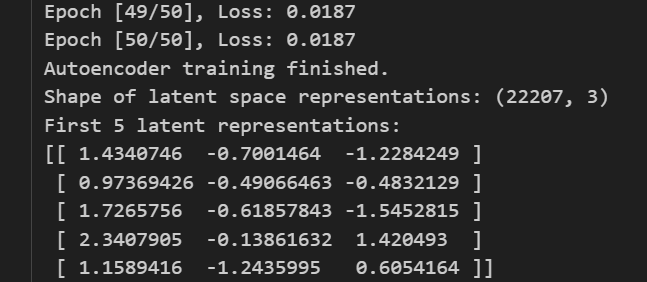 Epoch [49/50], Loss: 0.0187
Epoch [50/50], Loss: 0.0187
Autoencoder training finished.
Shape of latent space representations: (22207, 3)
First 5 latent representations:
[[ 1.4340746  -0.7001464  -1.2284249 ]
 [ 0.97369426 -0.49066463 -0.4832129 ]
 [ 1.7265756  -0.61857843 -1.5452815 ]
 [ 2.3407905  -0.13861632  1.420493  ]
 [ 1.1589416  -1.2435995   0.6054164 ]]